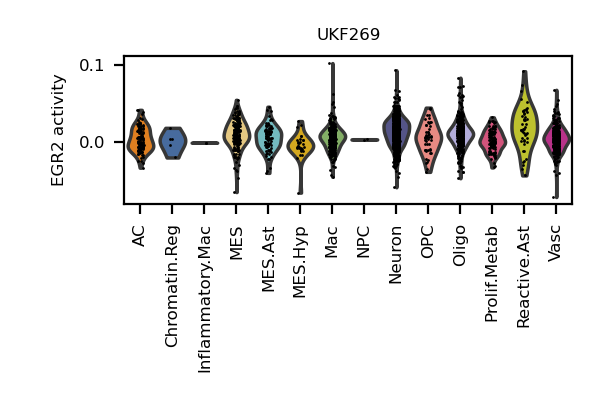 UKF269
EGR2 activity
0.1
0.0
AC
Chromatin.Reg
Inflammatory.Mac
MES
MES.Ast
MES.Hyp
Mac
NPC
Neuron
OPC
Oligo
Prolif.Metab
Reactive.Ast
Vasc